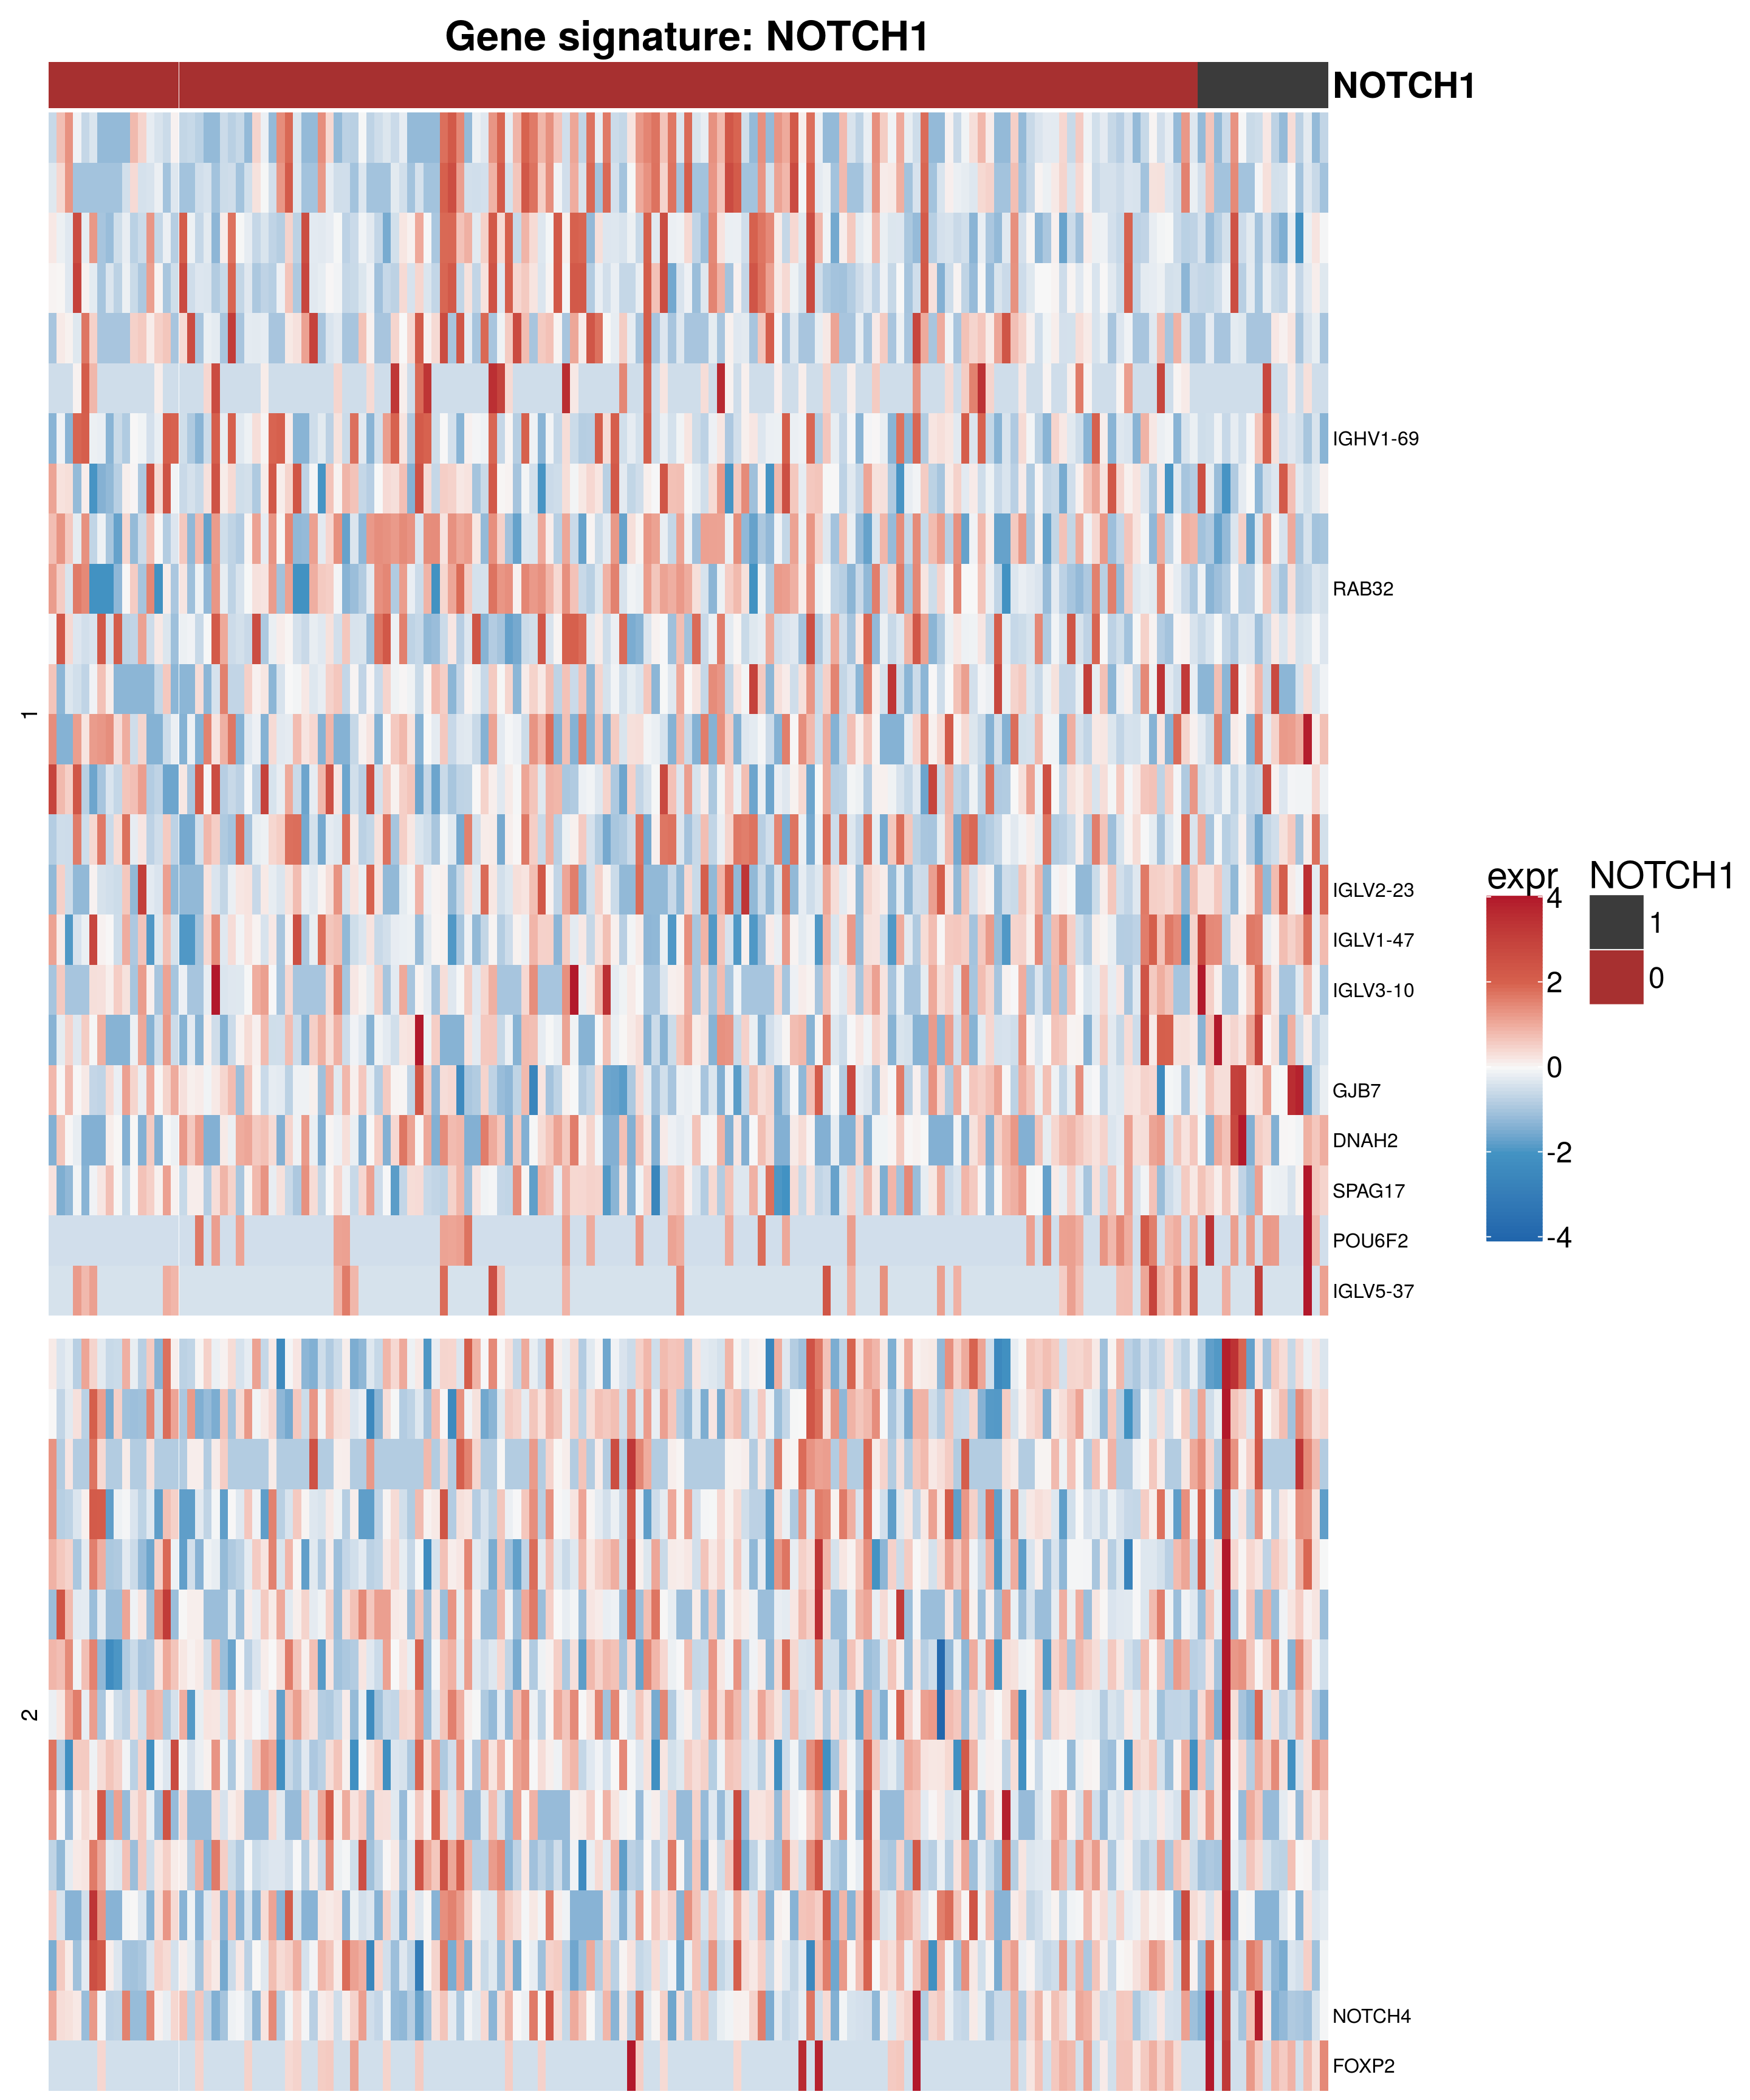 Gene signature: NOTCH1
NOTCH1
IGHV1-69
RAB32
1
IGLV2-23
IGLV1-47
IGLV3-10
GJB7
DNAH2
SPAG17
POU6F2
IGLV5-37
2
NOTCH4
FOXP2
expr
4
2
0
-2
-4
NOTCH1
1
0